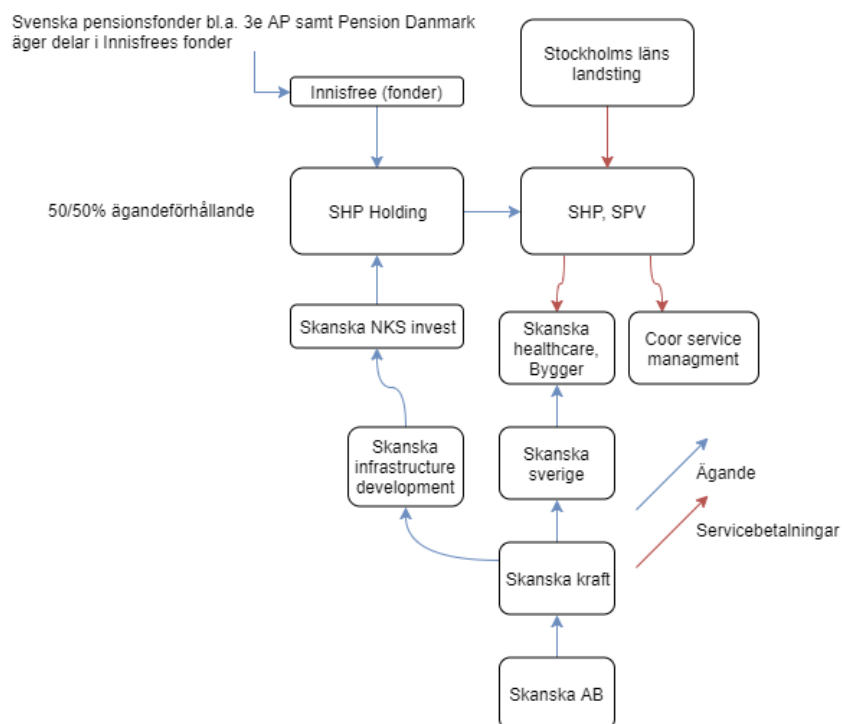 Svenska pensionsfonder bl.a. 3e AP samt Pension Danmark
äger delar i Innisfrees fonder
Stockholms läns
landsting
Innisfree (fonder)
50/50% ägandeförhållande
SHP Holding
SHP, SPV
Skanska NKS invest
Skanska
healthcare,
Bygger
Coor service
managment
Skanska
infrastructure
development
Skanska
sverige
Ägande
Servicebetalningar
Skanska kraft
Skanska AB